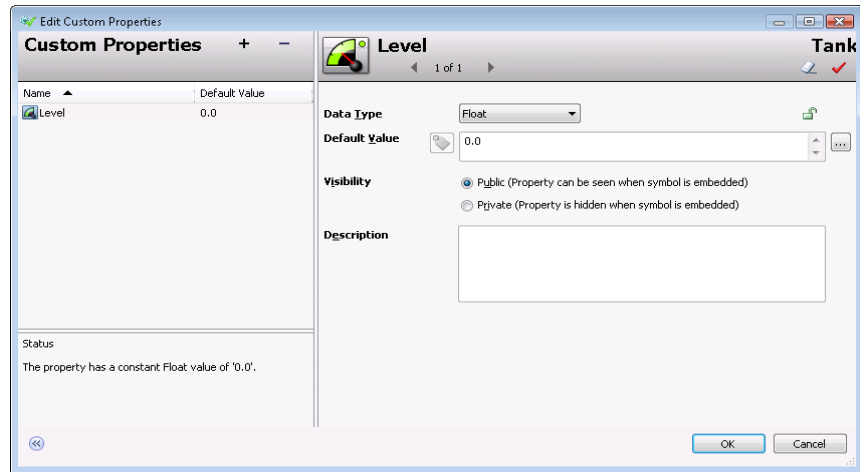 Edit Custom Properties
Custom Properties + −
Level
Tank
1 of 1
Name Default Value
Level 0.0
Data Type Float
Default Value 0.0 ...
Visibility
Public (Property can be seen when symbol is embedded)
Private (Property is hidden when symbol is embedded)
Description
Status
The property has a constant Float value of '0.0'.
OK Cancel